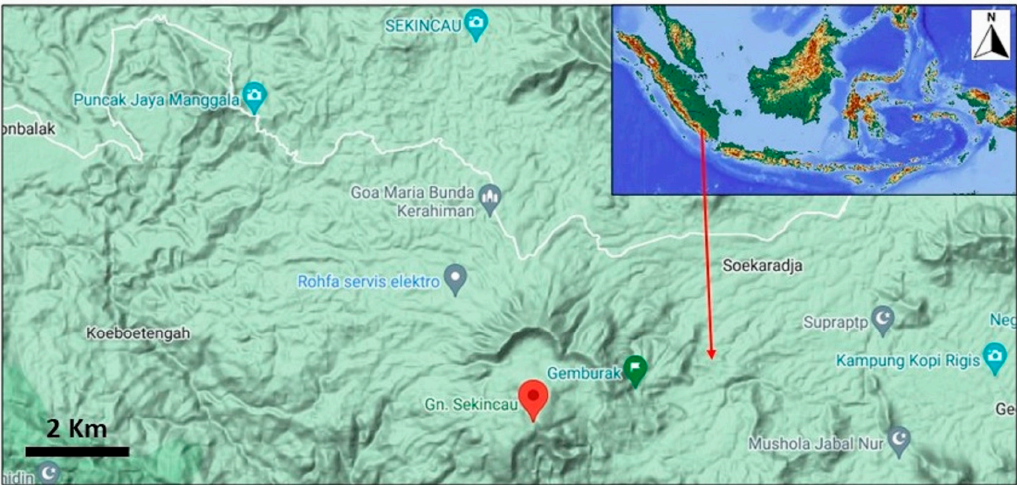 SEKINCAU
N
Puncak Jaya Manggala
onbalak
Goa Maria Bunda
Kerahiman
Soekaradja
Rohfa servis elektro
Koeboetengah
Supraptp
Neg
Kampung Kopi Rigis
Gemburak
Gn. Sekincau
Ge
2 Km
Mushola Jabal Nur
nidin